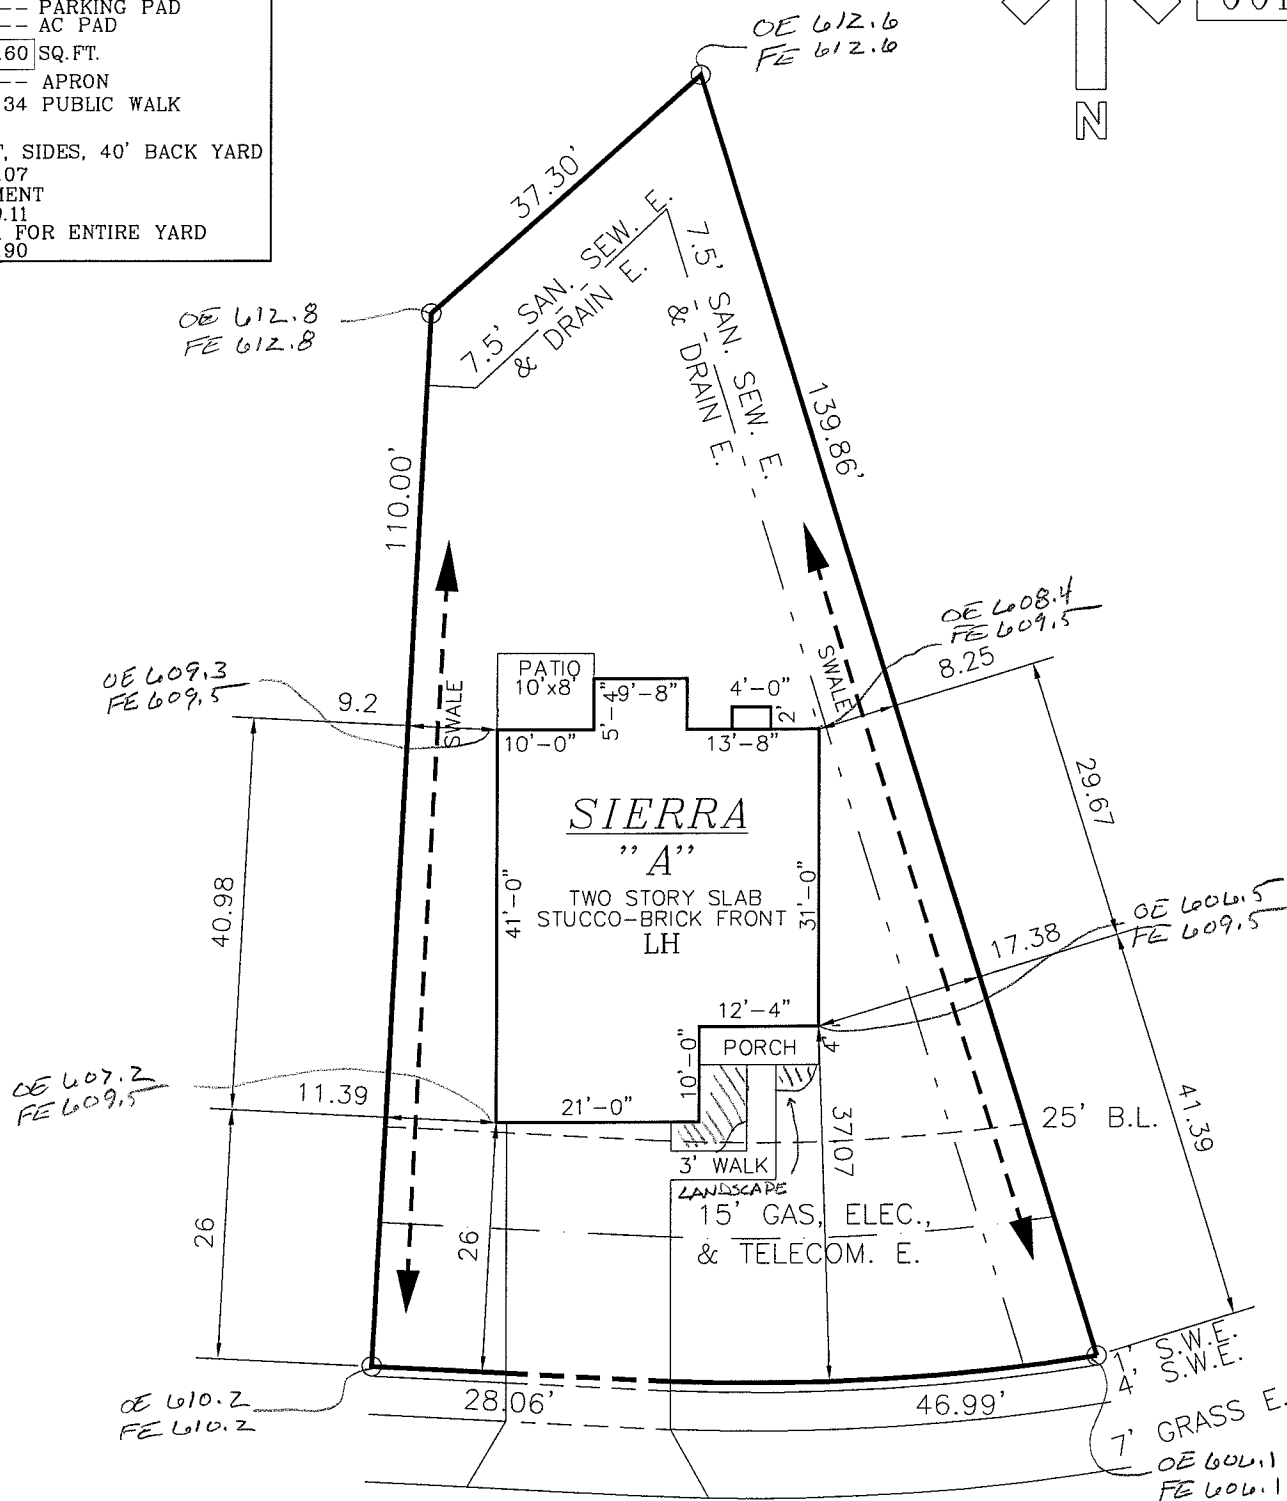 -- PARKING PAD
-- AC PAD
60 SQ.FT.
-- APRON
34 PUBLIC WALK
, SIDES, 40' BACK YARD
07
MENT
.11
FOR ENTIRE YARD
90
N
OE 612.6
FE 612.6
37.30'
7.5' SAN. SEW. E.
& DRAIN E.
7.5' SAN. SEW. E.
& DRAIN E.
OE 612.8
FE 612.8
139.86'
110.00'
OE 608.4
FE 609.5
8.25
OE 609.3
FE 609.5
9.2
SWALE
SWALE
PATIO
10'x8'
5'-4"
9'-8"
4'-0"
2'
10'-0"
13'-8"
29.67
SIERRA
"A"
TWO STORY SLAB
STUCCO-BRICK FRONT
LH
41'-0"
31'-0"
40.98
OE 606.5
FE 609.5
17.38
12'-4"
PORCH
4'
10'-0"
OE 607.2
FE 609.5
11.39
21'-0"
37.07
25' B.L.
41.39
3' WALK
LANDSCAPE
15' GAS, ELEC.,
& TELECOM. E.
26
26
1' S.W.E.
4' S.W.E.
28.06'
46.99'
7' GRASS E.
OE 610.2
FE 610.2
OE 606.1
FE 606.1